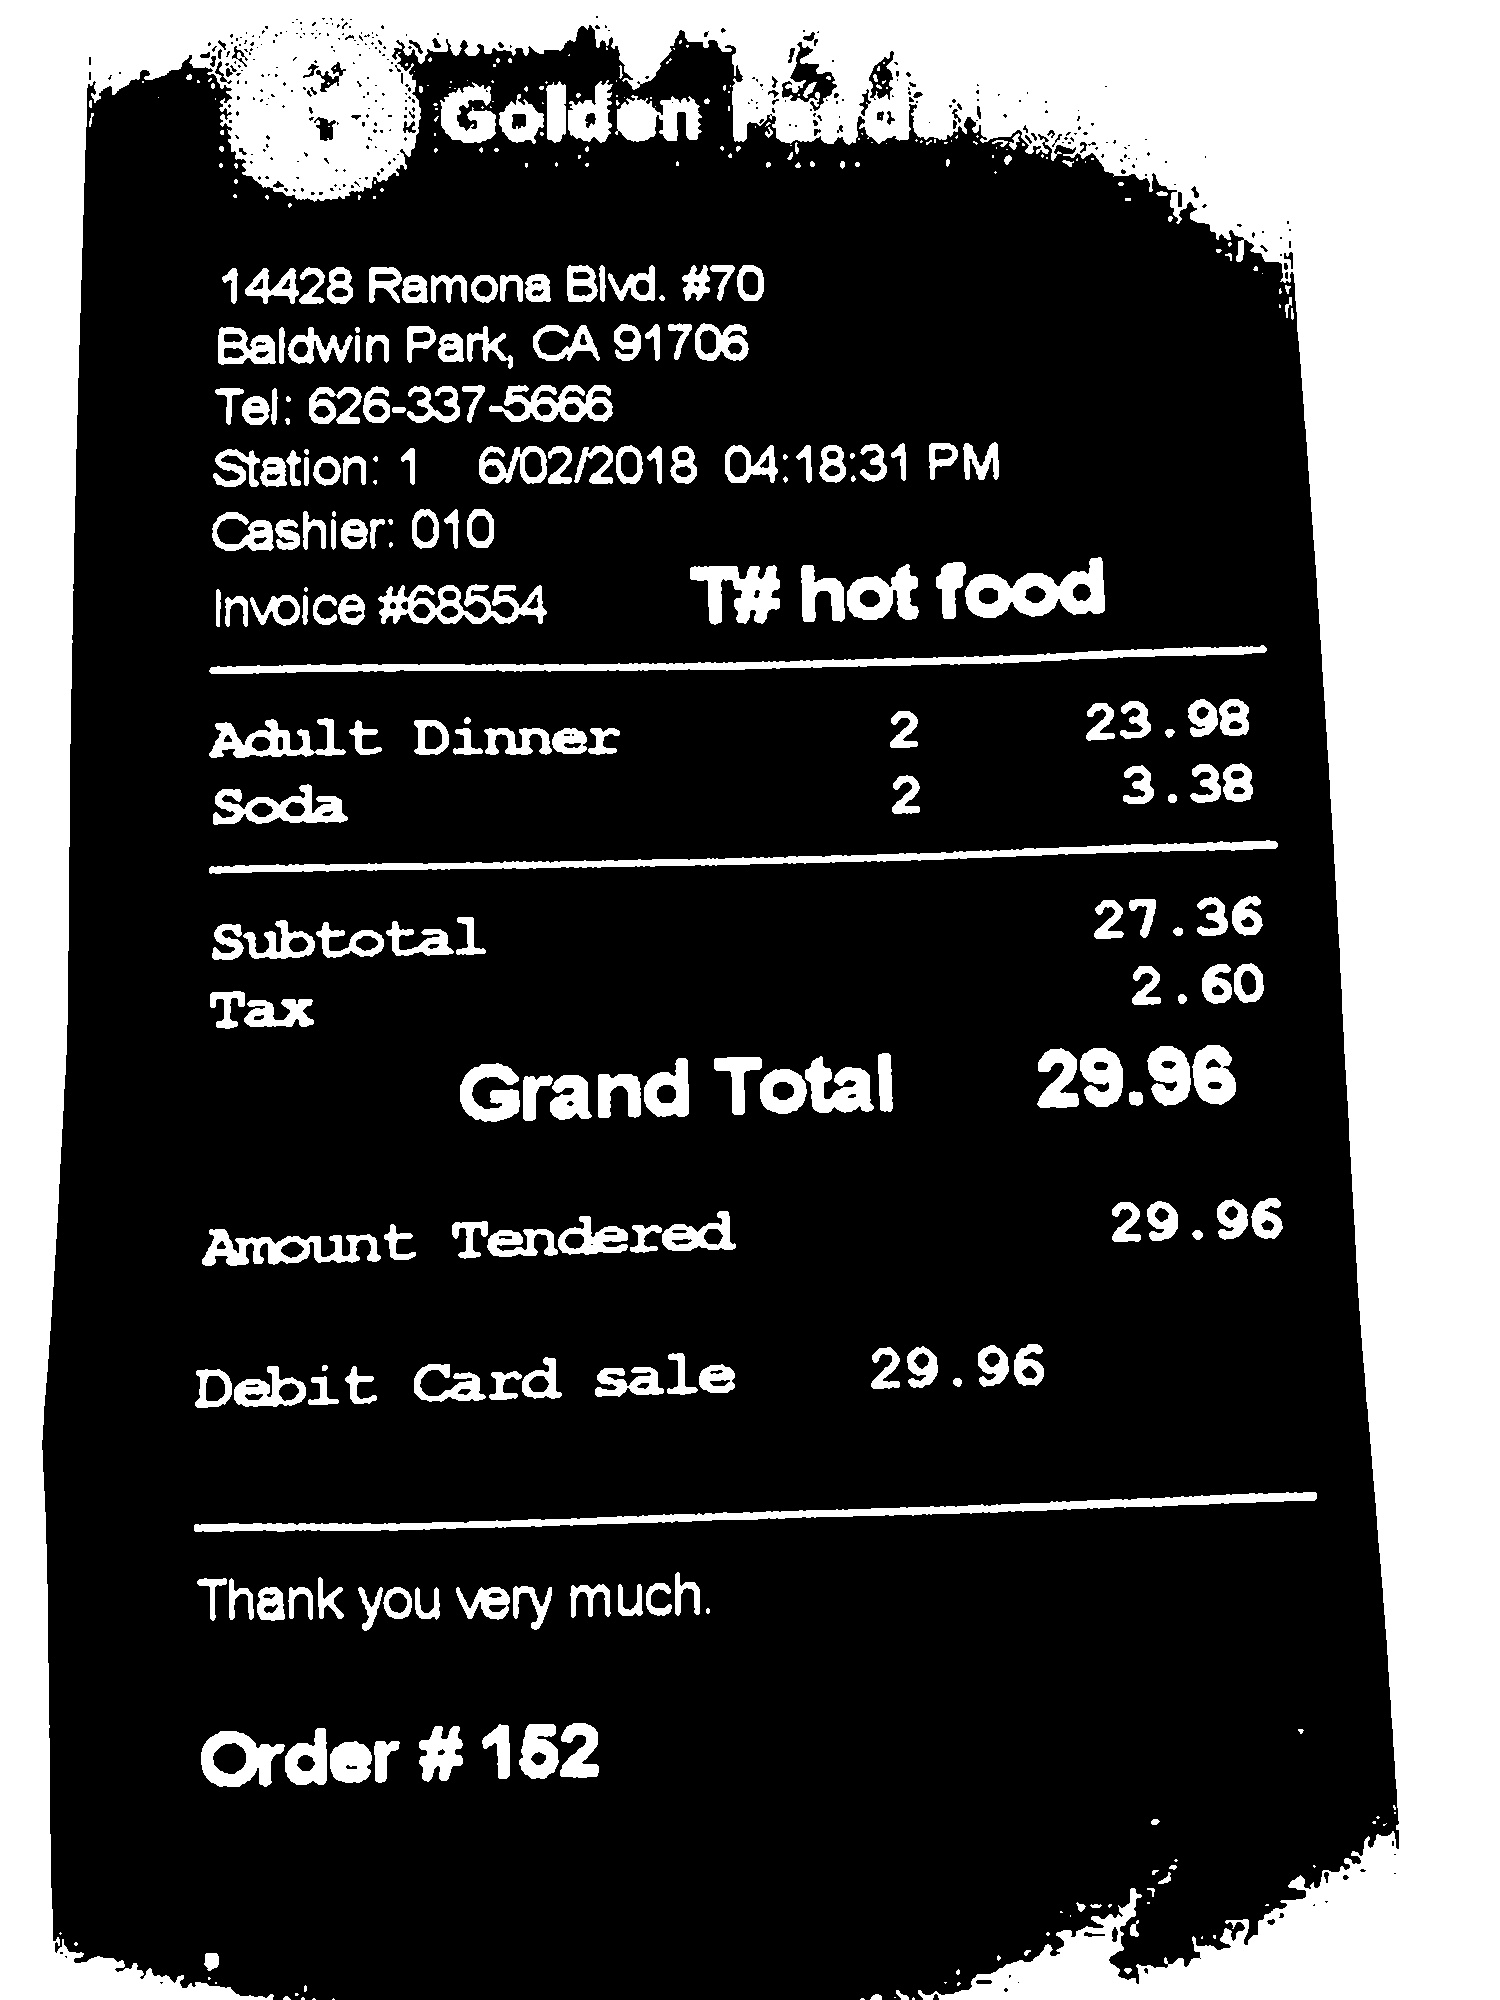 Golden Panda
14428 Ramona Blvd. #70
Baldwin Park, CA 91706
Tel: 626-337-5666
Station: 1 6/02/2018 04:18:31 PM
Cashier: 010
Invoice #68554 T# hot food
Adult Dinner 2 23.98
Soda 2 3.38
Subtotal 27.36
Tax 2.60
Grand Total 29.96
Amount Tendered 29.96
Debit Card sale 29.96
Thank you very much.
Order # 152